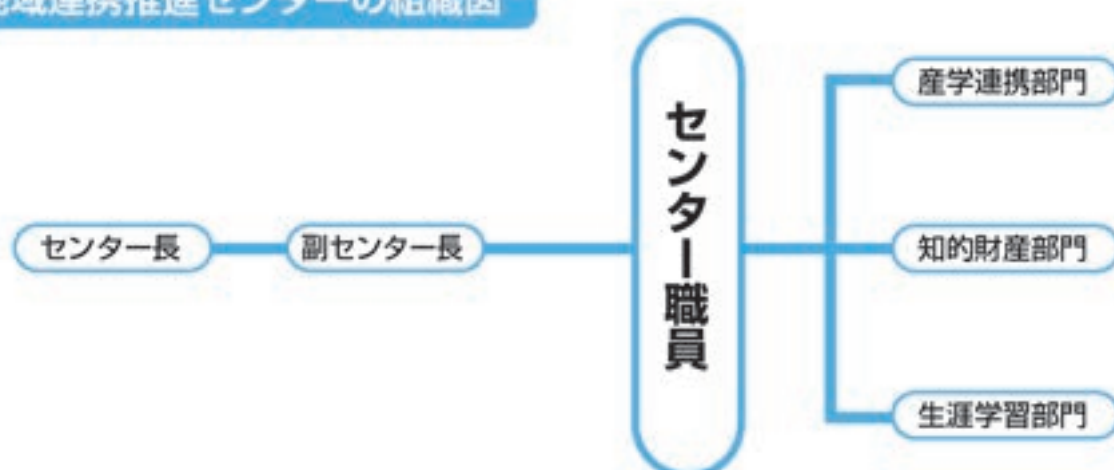 地域連携推進センターの組織図
センター長
副センター長
センター職員
産学連携部門
知的財産部門
生涯学習部門